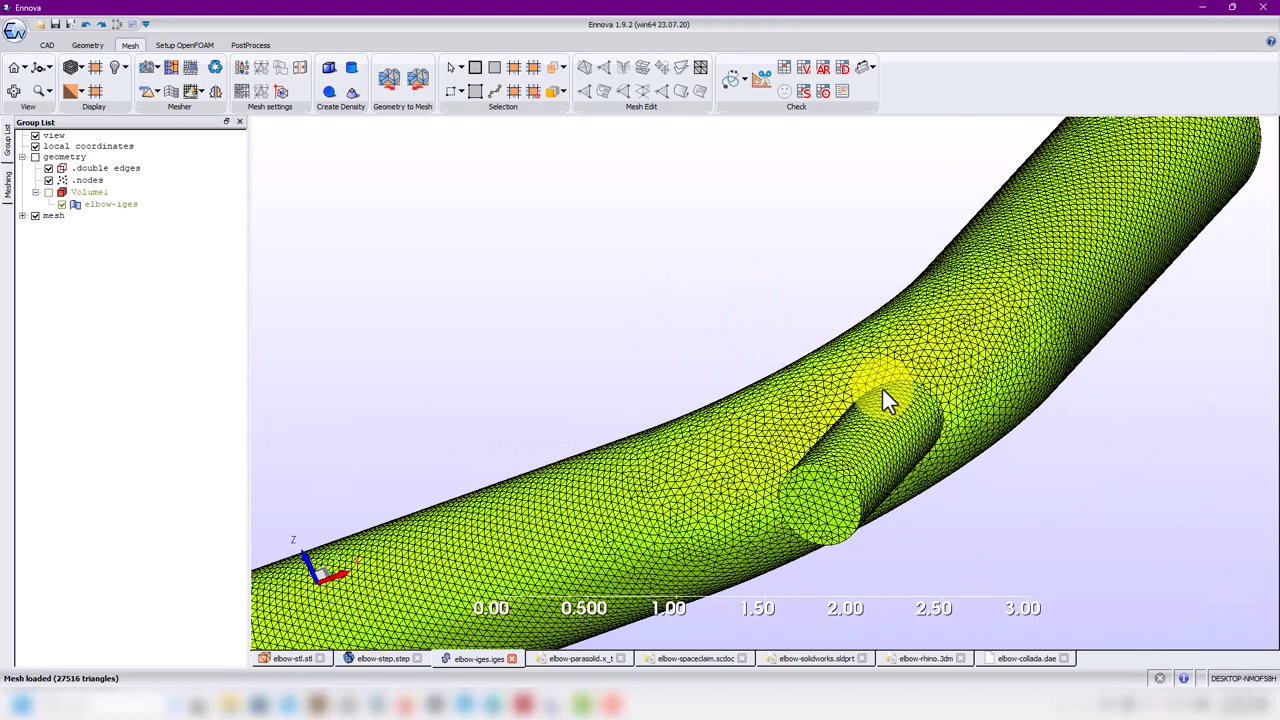 Ennova
Ennova 1.9.2 (win64 23.07.20)
CAD Geometry Mesh Setup OpenFOAM PostProcess
View Display Mesher Mesh settings Create Density Geometry to Mesh Selection Mesh Edit Check
Group List
Group List
Meshing
view
local coordinates
geometry
.double edges
.nodes
Volume1
elbow-iges
mesh
Z
0.00 0.500 1.00 1.50 2.00 2.50 3.00
elbow-stl.stl elbow-step.step elbow-iges.iges elbow-parasolid.x_t elbow-spaceclaim.scdoc elbow-solidworks.sldprt elbow-rhino.3dm elbow-collada.dae
Mesh loaded (27516 triangles)
DESKTOP-NMOF58H